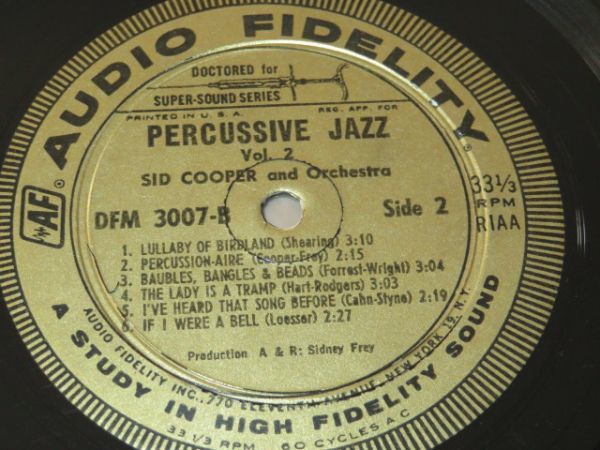 AUDIO FIDELITY
®
DOCTORED for
SUPER-SOUND SERIES
PRINTED IN U.S.A. REG. APP. FOR
PERCUSSIVE JAZZ
Vol. 2
SID COOPER and Orchestra
AF ®
DFM 3007-B Side 2
33⅓
RPM
RIAA
1. LULLABY OF BIRDLAND (Shearing) 3:10
2. PERCUSSION-AIRE (Cooper-Frey) 2:15
3. BAUBLES, BANGLES & BEADS (Forrest-Wright) 3:04
4. THE LADY IS A TRAMP (Hart-Rodgers) 3:03
5. I'VE HEARD THAT SONG BEFORE (Cahn-Styne) 2:19
6. IF I WERE A BELL (Loesser) 2:27
Production A & R: Sidney Frey
AUDIO FIDELITY INC., 770 ELEVENTH AVENUE, NEW YORK 19, N.Y.
A STUDY IN HIGH FIDELITY SOUND
33 1/3 RPM 60 CYCLES AC